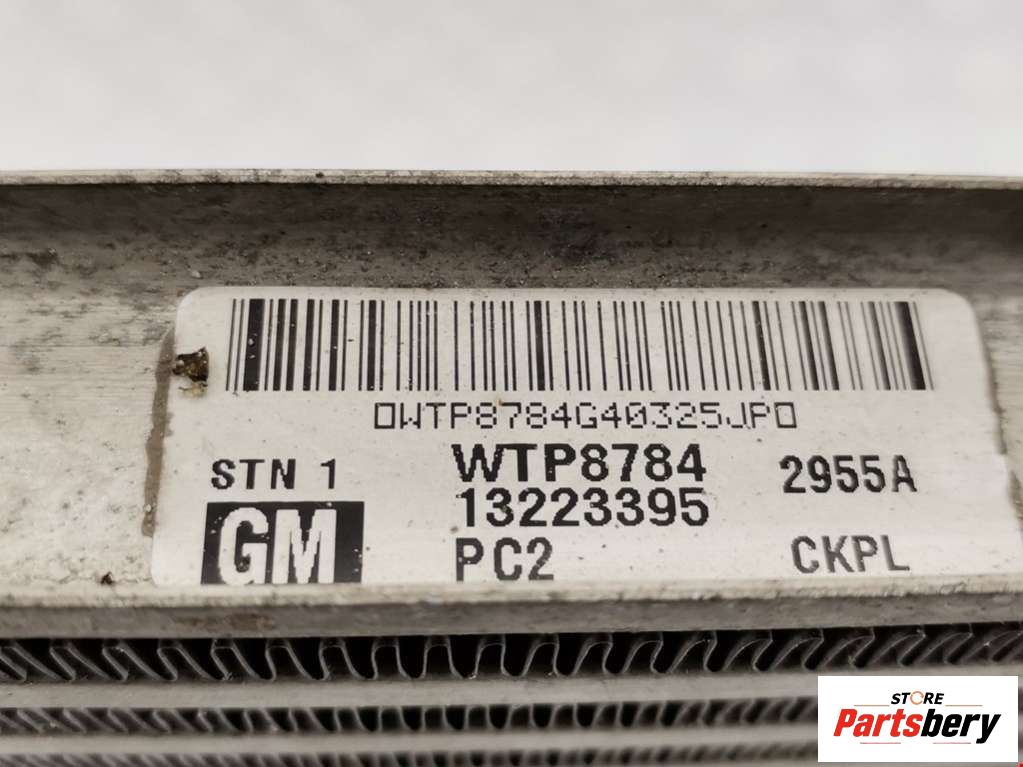 0WTP8784G40325JP0
STN 1 WTP8784 2955A
13223395
GM PC2 CKPL
STORE
Partsbery